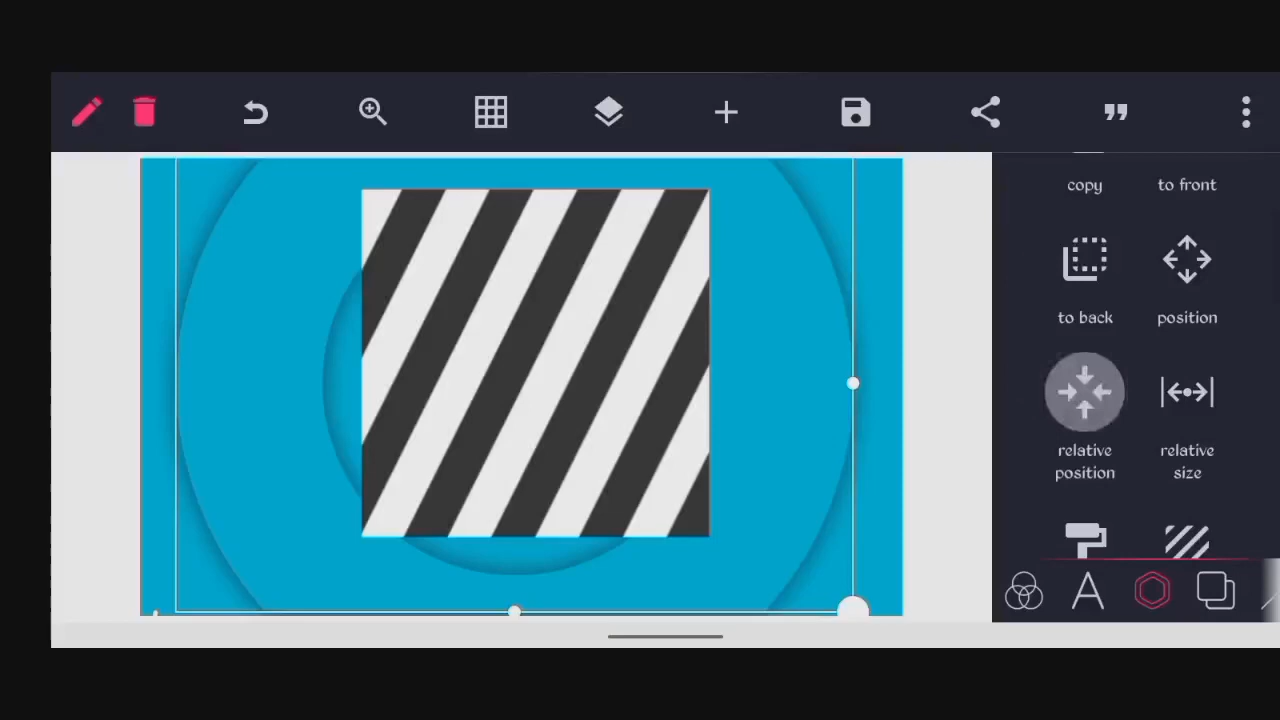 copy
to front
to back
position
relative
position
relative
size